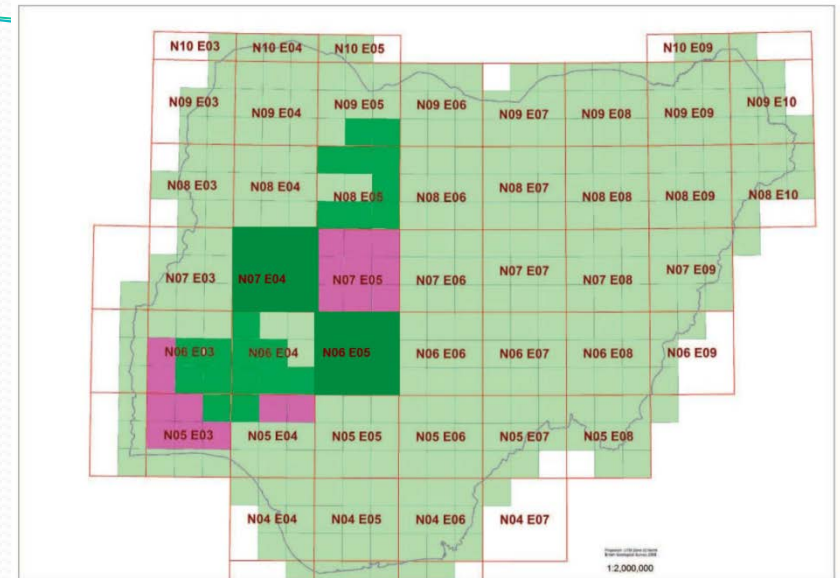 N10 E03 N10 E04 N10 E05 N10 E09
N09 E03 N09 E04 N09 E05 N09 E06 N09 E07 N09 E08 N09 E09 N09 E10
N08 E03 N08 E04 N08 E05 N08 E06 N08 E07 N08 E08 N08 E09 N08 E10
N07 E03 N07 E04 N07 E05 N07 E06 N07 E07 N07 E08 N07 E09
N06 E03 N06 E04 N06 E05 N06 E06 N06 E07 N06 E08 N06 E09
N05 E03 N05 E04 N05 E05 N05 E06 N05 E07 N05 E08
N04 E04 N04 E05 N04 E06 N04 E07
British Geological Survey
1:2,000,000